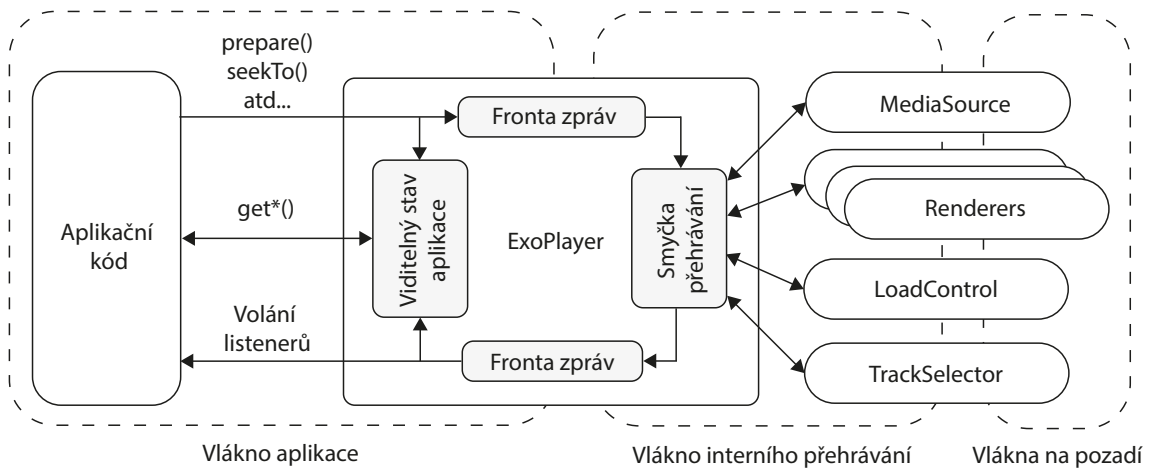 prepare()
seekTo()
atd...
Fronta zpráv
MediaSource
Renderers
get*()
Aplikační
kód
Viditelný stav
aplikace
ExoPlayer
Smyčka
přehrávání
LoadControl
Volání
listenerů
Fronta zpráv
TrackSelector
Vlákno aplikace
Vlákno interního přehrávání
Vlákna na pozadí